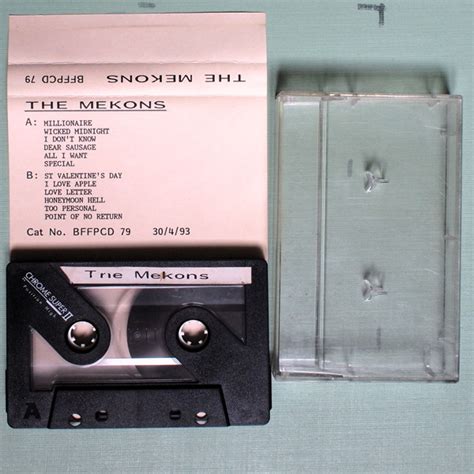 BFFPCD 79
THE MEKONS
THE MEKONS
A: MILLIONAIRE
WICKED MIDNIGHT
I DON'T KNOW
DEAR SAUSAGE
ALL I WANT
SPECIAL
B: ST VALENTINE'S DAY
I LOVE APPLE
LOVE LETTER
HONEYMOON HELL
TOO PERSONAL
POINT OF NO RETURN
Cat No. BFFPCD 79 30/4/93
The Mekons
CHROME SUPER II
Position High
A